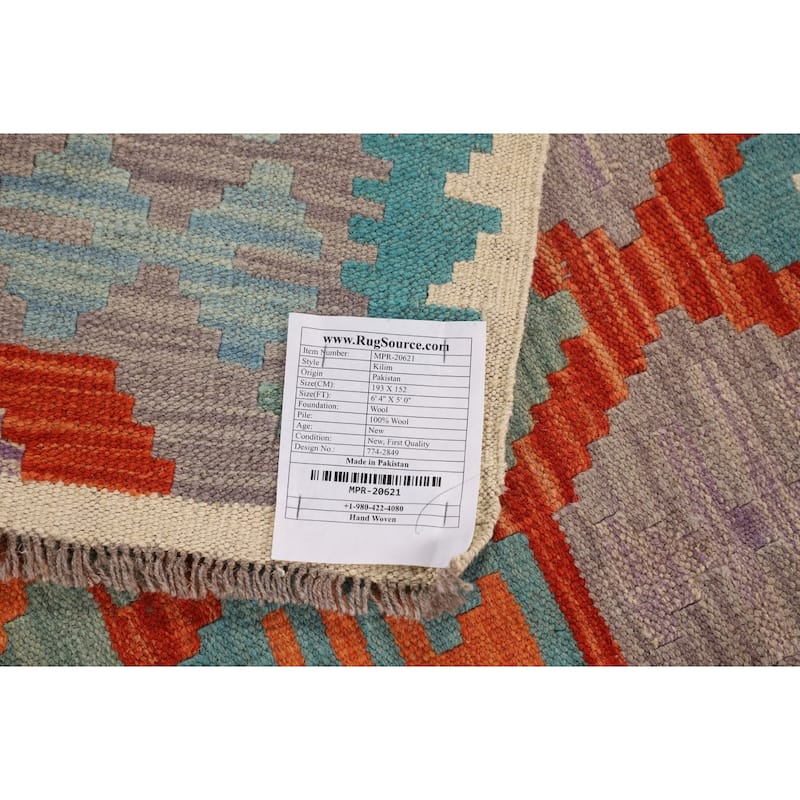 www.RugSource.com
Item Number: MPR-20621
Style Kilim
Origin Pakistan
Size(CM): 193 X 152
Size(FT): 6' 4" X 5' 0"
Foundation: Wool
Pile: 100% Wool
Age: New
Condition: New, First Quality
Design No.: 774-2849
Made in Pakistan
MPR-20621
+1-980-422-4080
Hand Woven